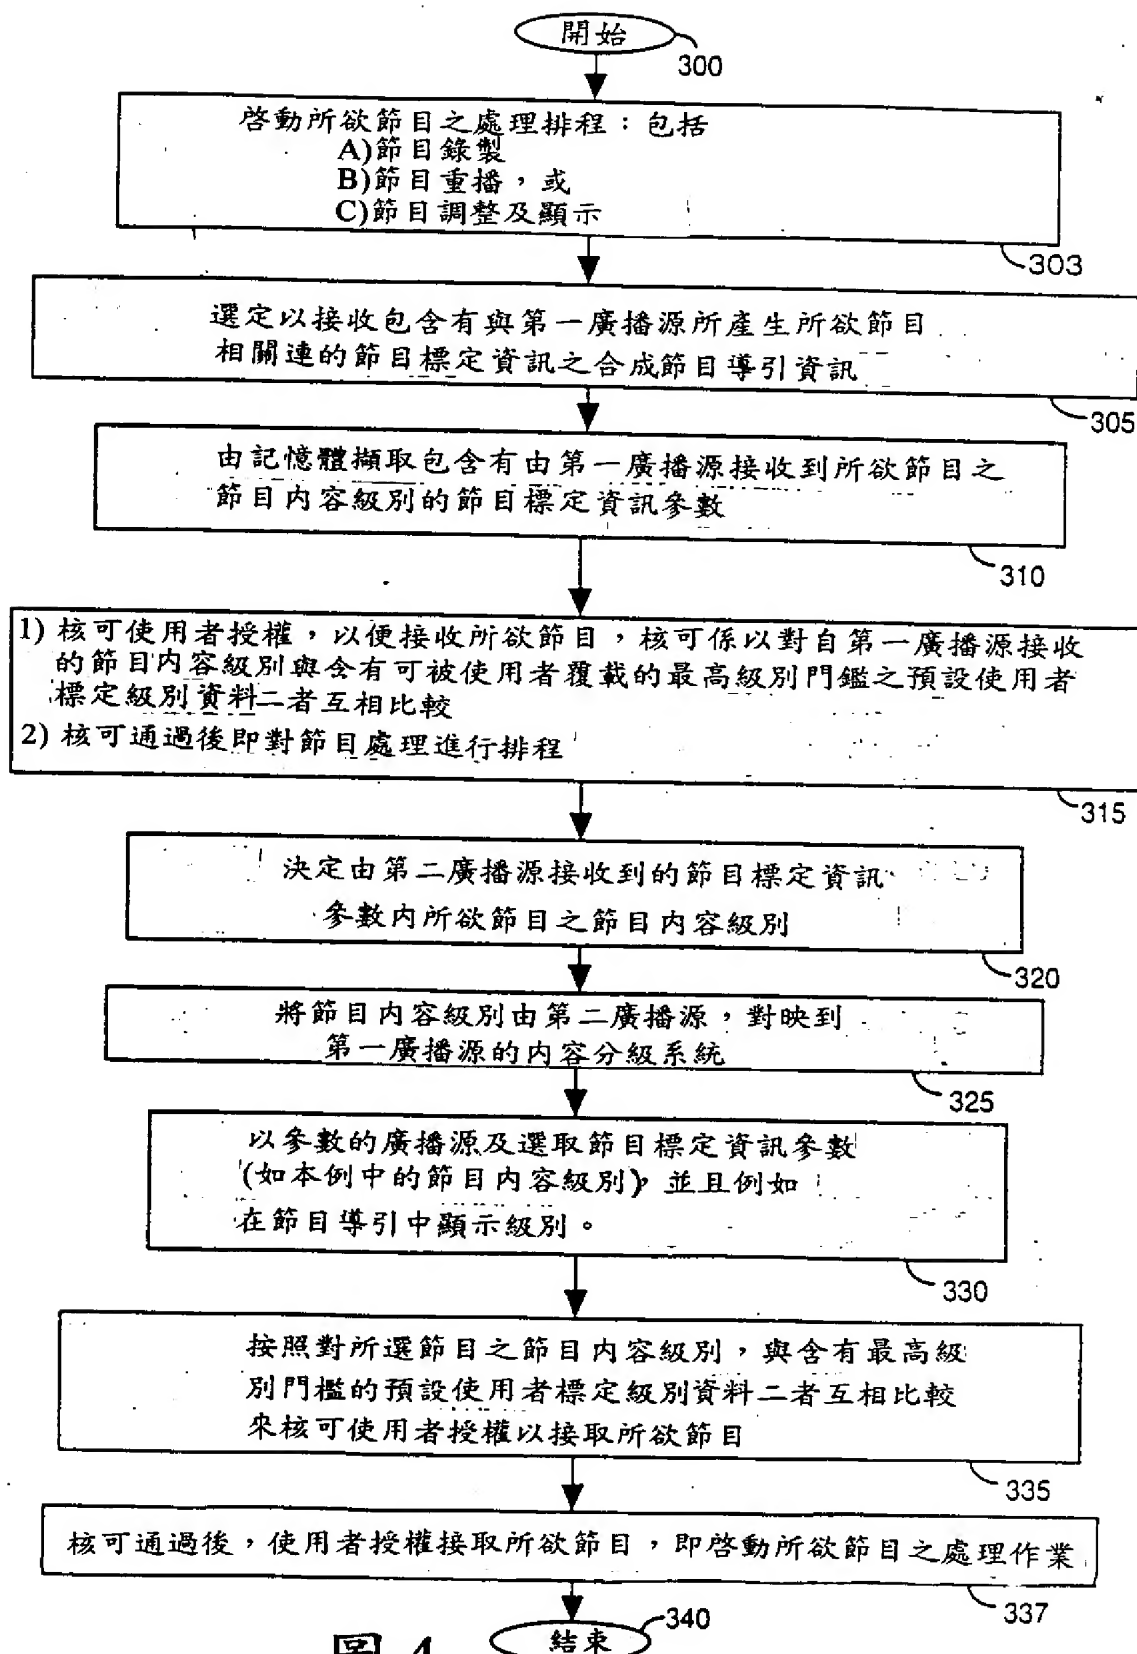 開始
300
啓動所欲節目之處理排程：包括
A)節目錄製
B)節目重播，或
C)節目調整及顯示
303
選定以接收包含有與第一廣播源所產生所欲節目
相關連的節目標定資訊之合成節目導引資訊
305
由記憶體擷取包含有由第一廣播源接收到所欲節目之
節目内容級別的節目標定資訊參數
310
1) 核可使用者授權，以便接收所欲節目，核可係以對自第一廣播源接收
的節目内容級別與含有可被使用者覆載的最高級別門鑑之預設使用者
標定級別資料二者互相比較
2) 核可通過後即對節目處理進行排程
315
決定由第二廣播源接收到的節目標定資訊
參數内所欲節目之節目内容級別
320
將節目内容級別由第二廣播源，對映到
第一廣播源的内容分級系統
325
以參數的廣播源及選取節目標定資訊參數
(如本例中的節目内容級別)，並且例如
在節目導引中顯示級別。
330
按照對所選節目之節目内容級別，與含有最高級
別門檻的預設使用者標定級別資料二者互相比較
來核可使用者授權以接取所欲節目
335
核可通過後，使用者授權接取所欲節目，即啓動所欲節目之處理作業
337
結束
340
圖 4